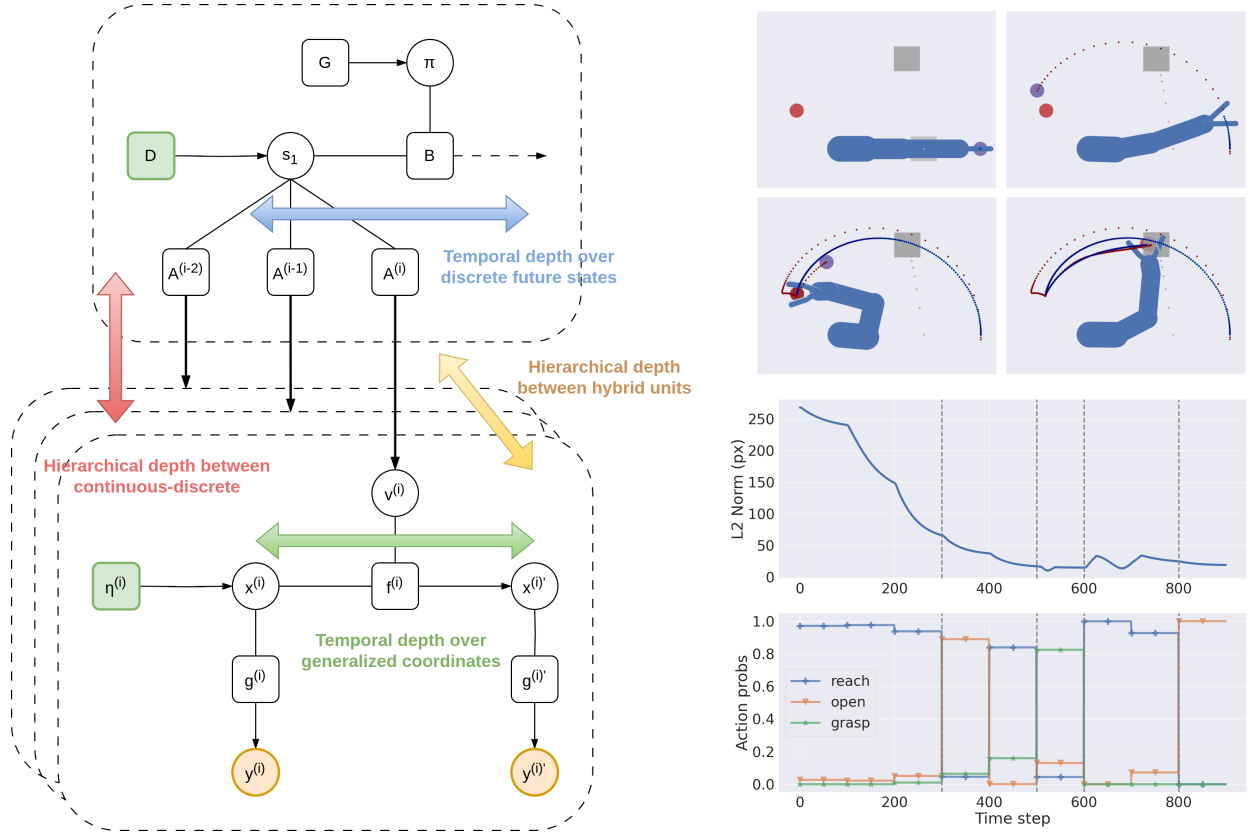 G
π
D
s1
B
A(i-2)
A(i-1)
A(i)
Temporal depth over
discrete future states
Hierarchical depth
between hybrid units
Hierarchical depth between
continuous-discrete
v(i)
η(i)
x(i)
f(i)
x(i)'
Temporal depth over
generalized coordinates
g(i)
g(i)'
y(i)
y(i)'
L2 Norm (px)
250
200
150
100
50
0
0 200 400 600 800
Action probs
1.0
0.8
0.6
0.4
0.2
0.0
reach
open
grasp
0 200 400 600 800
Time step